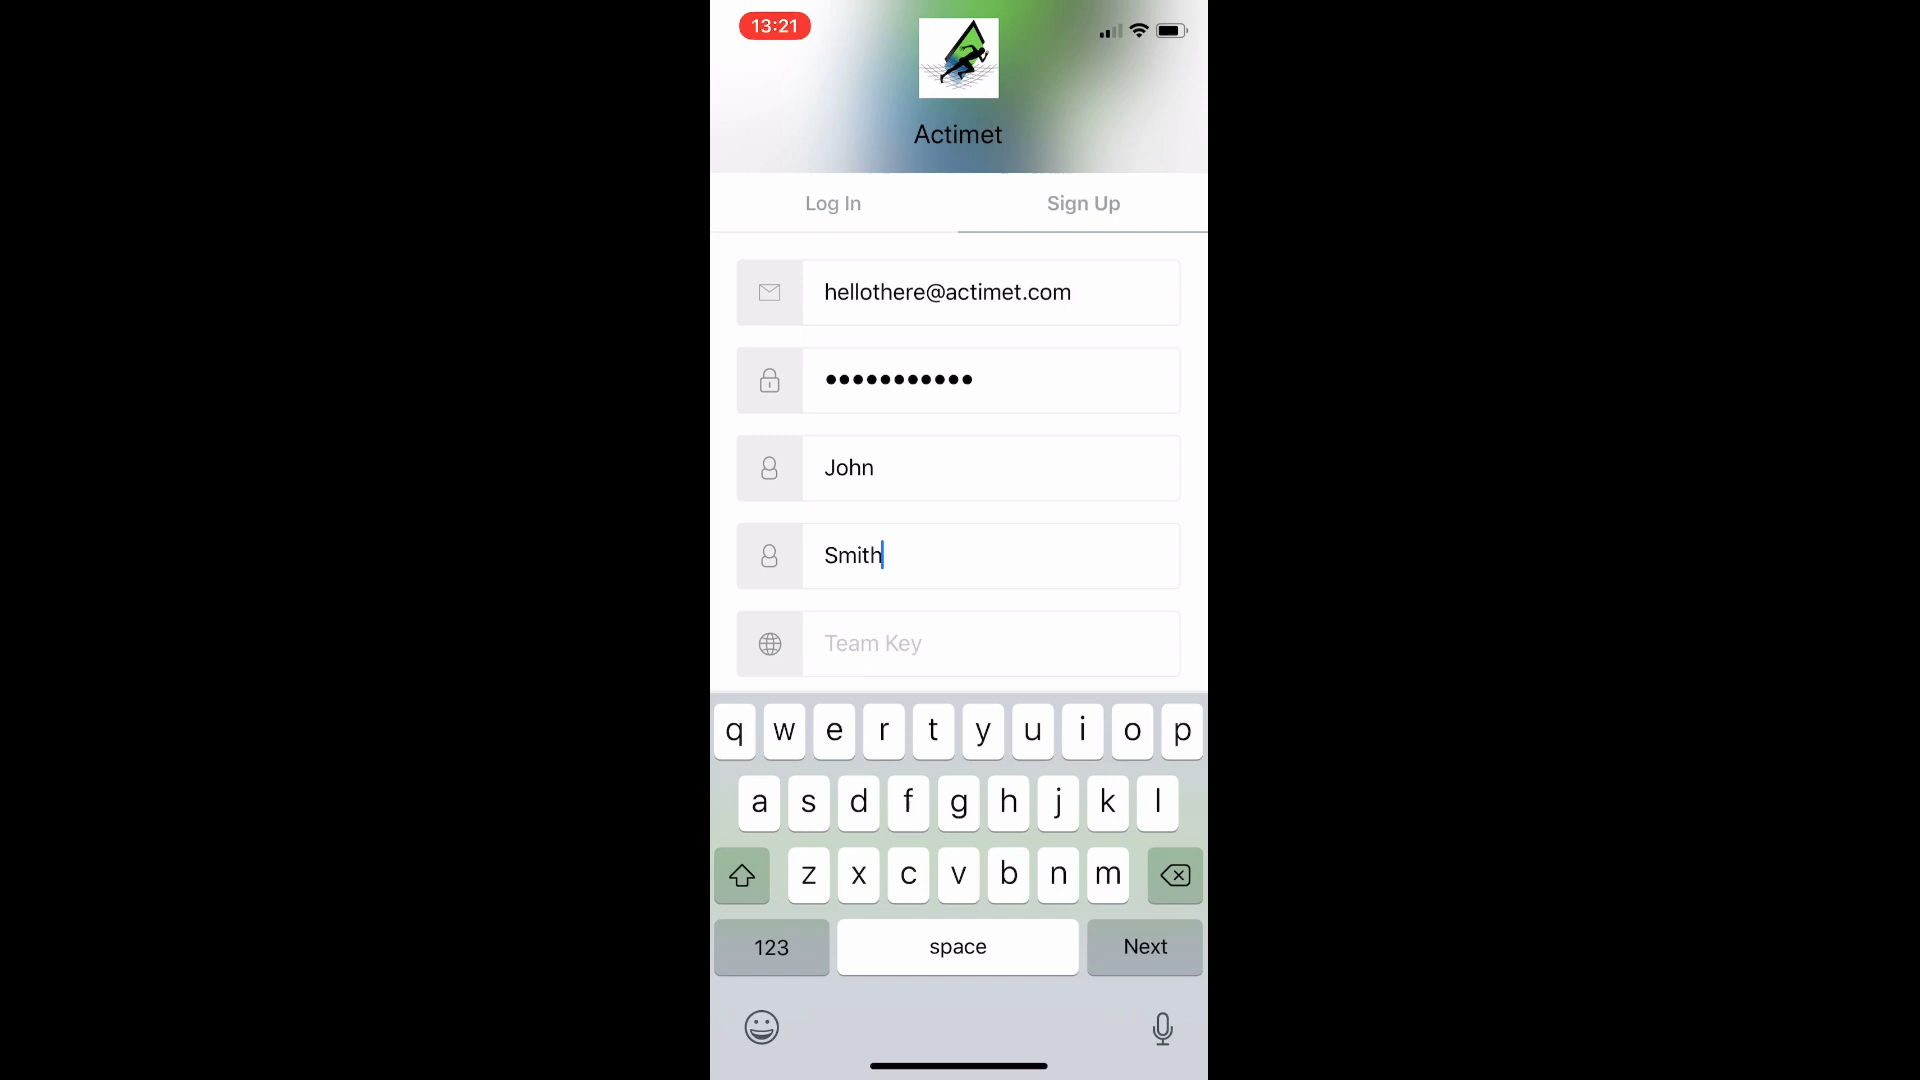 13:21
Actimet
Log In Sign Up
hellothere@actimet.com
●●●●●●●●●●●
John
Smith
Team Key
q w e r t y u i o p
a s d f g h j k l
z x c v b n m
123 space Next